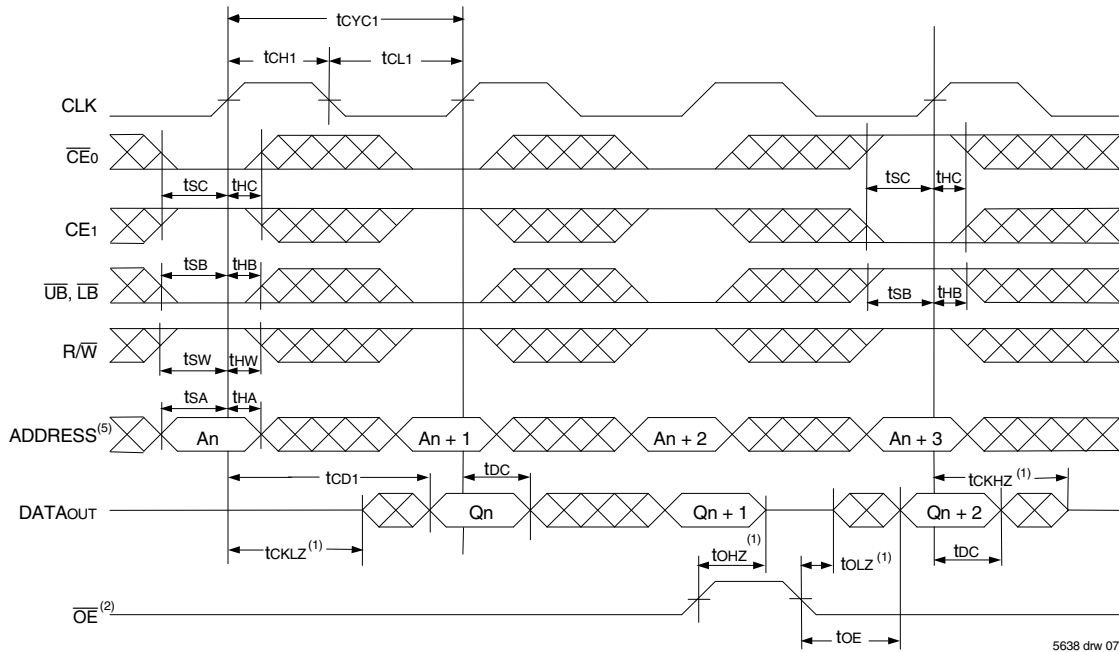 tCYC1
tCH1 tCL1
CLK
CE0
tSC tHC tSC tHC
CE1
tSB tHB
UB, LB
tSB tHB
R/W
tSW tHW
tSA tHA
ADDRESS(5) An An + 1 An + 2 An + 3
tCD1 tDC tCKHZ(1)
DATAOUT Qn Qn + 1 Qn + 2
tCKLZ(1) tOHZ(1) tOLZ(1) tDC
OE(2)
tOE
5638 drw 07